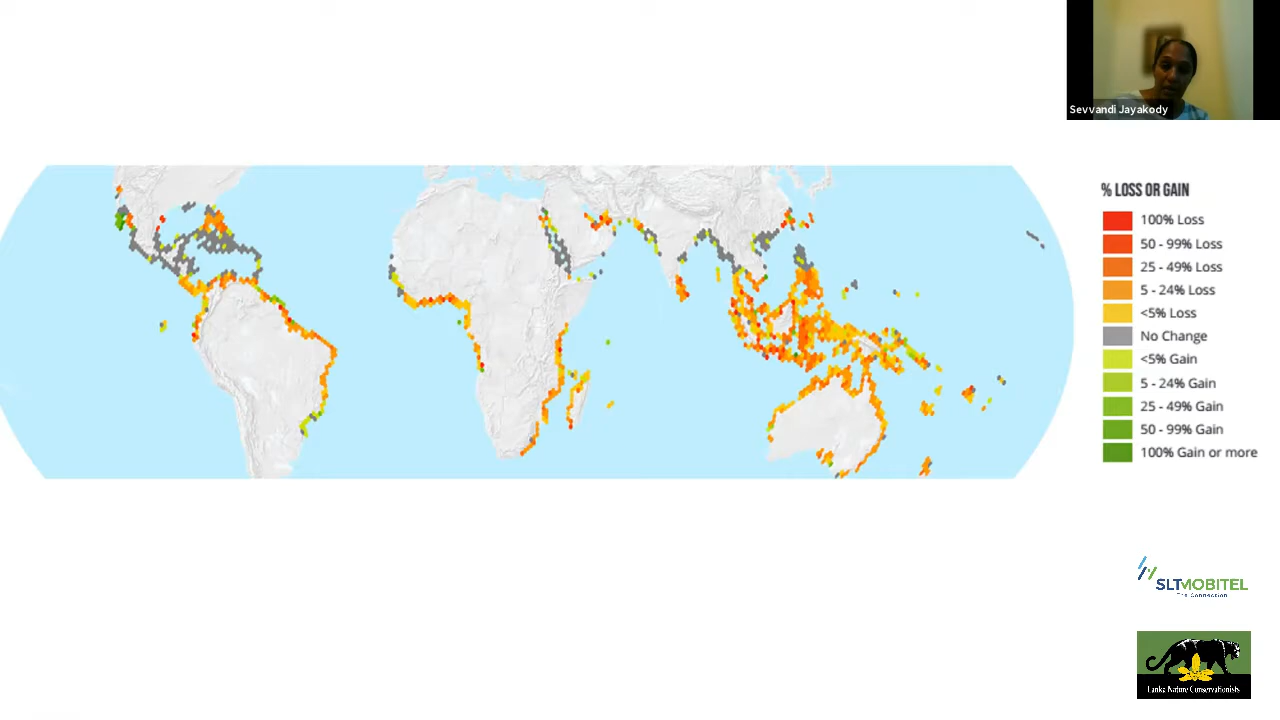 Sevvandi Jayakody
% LOSS OR GAIN
100% Loss
50 - 99% Loss
25 - 49% Loss
5 - 24% Loss
<5% Loss
No Change
<5% Gain
5 - 24% Gain
25 - 49% Gain
50 - 99% Gain
100% Gain or more
SLTMOBITEL
The Connection
Lanka Nature Conservationists